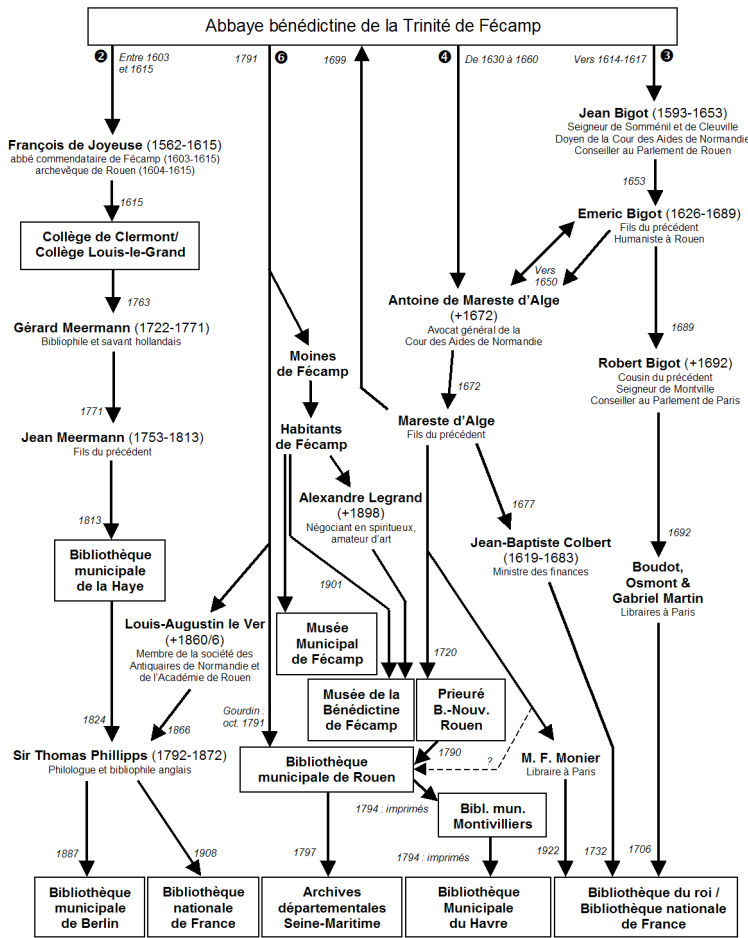 Abbaye bénédictine de la Trinité de Fécamp
❷ Entre 1603
et 1615
1791 ❻
1699
❹ De 1630 à 1660
Vers 1614-1617 ❸
François de Joyeuse (1562-1615)
abbé commendataire de Fécamp (1603-1615)
archevêque de Rouen (1604-1615)
1615
Collège de Clermont/
Collège Louis-le-Grand
1763
Gérard Meermann (1722-1771)
Bibliophile et savant hollandais
1771
Jean Meermann (1753-1813)
Fils du précédent
1813
Bibliothèque
municipale
de la Haye
1824
Jean Bigot (1593-1653)
Seigneur de Somménil et de Cleuville
Doyen de la Cour des Aides de Normandie
Conseiller au Parlement de Rouen
1653
Emeric Bigot (1626-1689)
Fils du précédent
Humaniste à Rouen
Vers
1650
Antoine de Mareste d'Alge
(+1672)
Avocat général de la
Cour des Aides de Normandie
1672
Mareste d'Alge
Fils du précédent
1689
Robert Bigot (+1692)
Cousin du précédent
Seigneur de Montville
Conseiller au Parlement de Paris
1692
Boudot,
Osmont &
Gabriel Martin
Libraires à Paris
1677
Jean-Baptiste Colbert
(1619-1683)
Ministre des finances
Moines
de Fécamp
Habitants
de Fécamp
Alexandre Legrand
(+1898)
Négociant en spiritueux,
amateur d'art
1901
Louis-Augustin le Ver
(+1860/6)
Membre de la société des
Antiquaires de Normandie et
de l'Académie de Rouen
1866
Musée
Municipal
de Fécamp
Musée de la
Bénédictine
de Fécamp
1720
Prieuré
B.-Nouv.
Rouen
1790
Gourdin :
oct. 1791
Sir Thomas Phillipps (1792-1872)
Philologue et bibliophile anglais
Bibliothèque
municipale de Rouen
?
M. F. Monier
Libraire à Paris
1794 : imprimés
Bibl. mun.
Montivilliers
1887
1908
1797
1794 : imprimés
1922
1732
1706
Bibliothèque
municipale
de Berlin
Bibliothèque
nationale
de France
Archives
départementales
Seine-Maritime
Bibliothèque
Municipale
du Havre
Bibliothèque du roi /
Bibliothèque nationale
de France